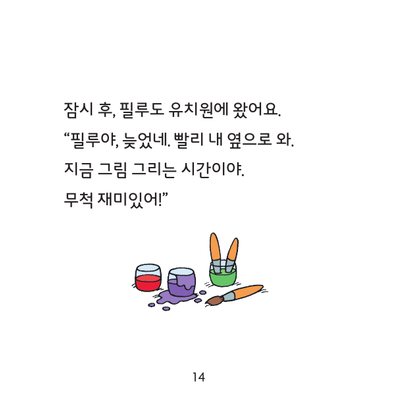 잠시 후, 필루도 유치원에 왔어요.
“필루야, 늦었네. 빨리 내 옆으로 와.
지금 그림 그리는 시간이야.
무척 재미있어!”
14